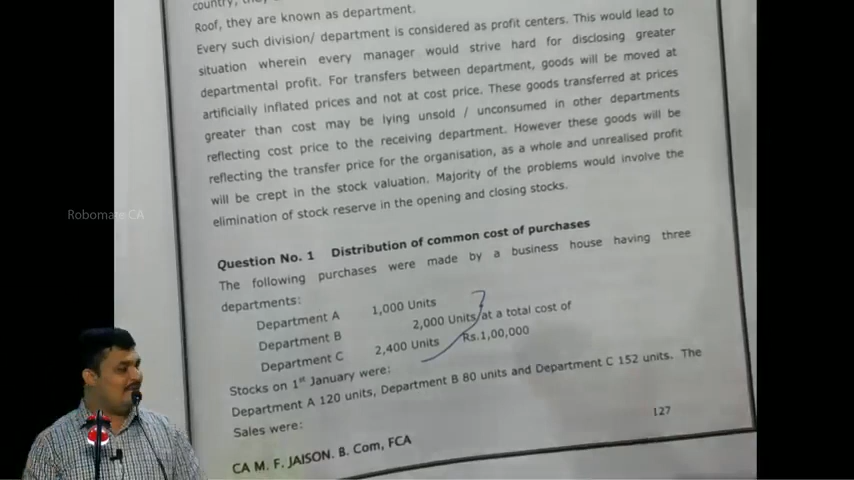 country, they
Roof, they are known as department.
Every such division/ department is considered as profit centers. This would lead to
situation wherein every manager would strive hard for disclosing greater
departmental profit. For transfers between department, goods will be moved at
artificially inflated prices and not at cost price. These goods transferred at prices
greater than cost may be lying unsold / unconsumed in other departments
reflecting cost price to the receiving department. However these goods will be
reflecting the transfer price for the organisation, as a whole and unrealised profit
will be crept in the stock valuation. Majority of the problems would involve the
elimination of stock reserve in the opening and closing stocks.
Robomate CA
Question No. 1 Distribution of common cost of purchases
The following purchases were made by a business house having three
departments:
Department A 1,000 Units
Department B 2,000 Units at a total cost of
Department C 2,400 Units Rs.1,00,000
Stocks on 1st January were:
Department A 120 units, Department B 80 units and Department C 152 units. The
Sales were:
127
CA M. F. JAISON. B. Com, FCA